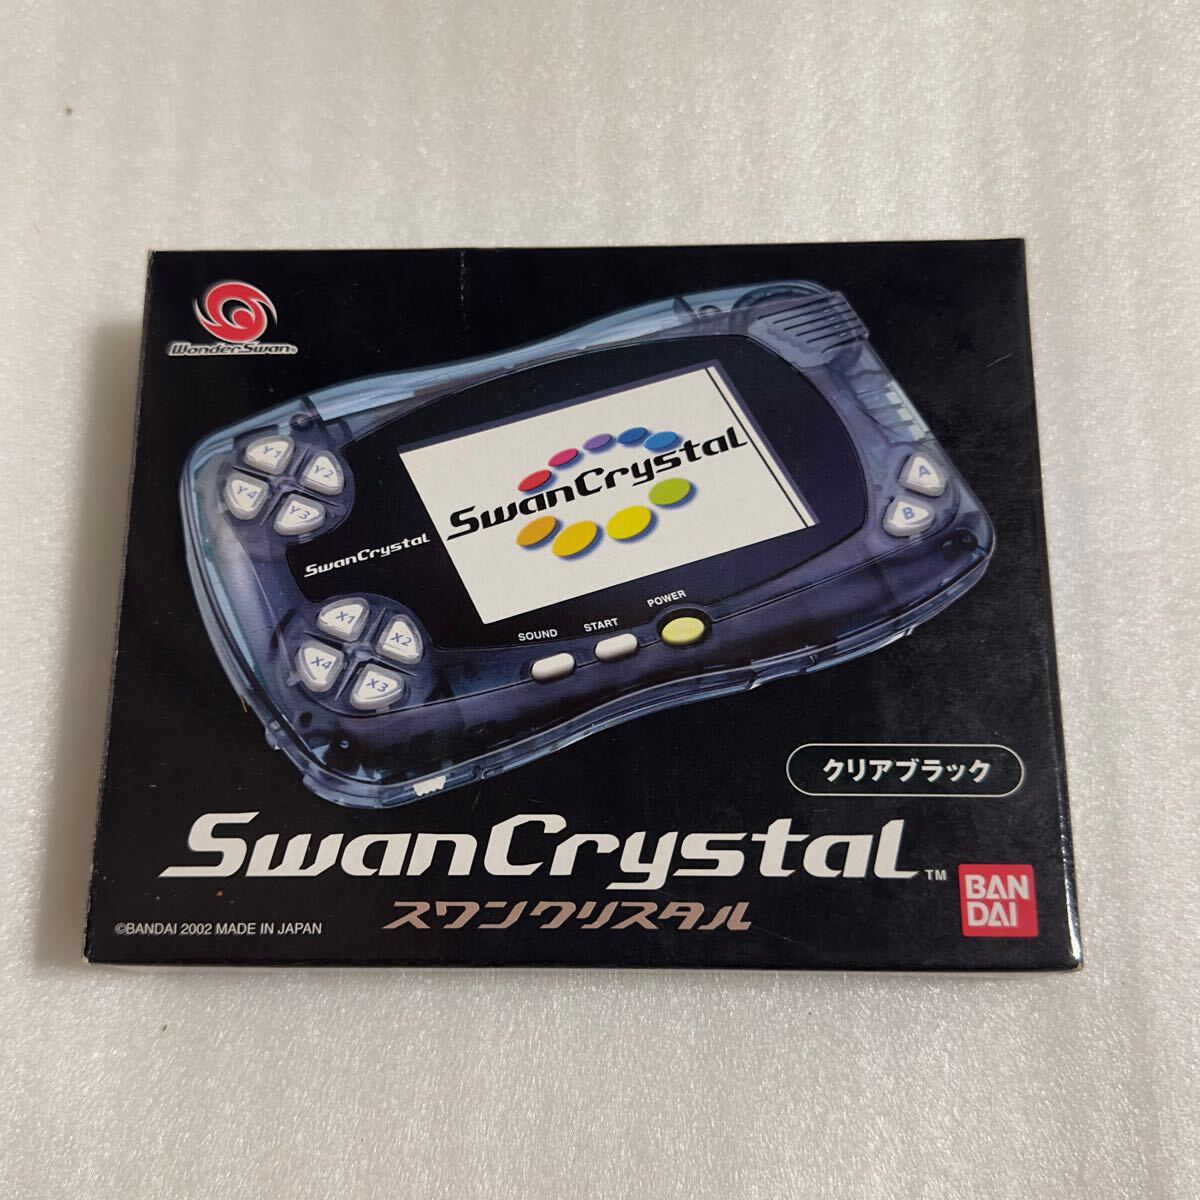 WonderSwan®
Y1
Y2
Y4
Y3
SwanCrystal
SwanCrystal
A
B
X1
X2
X4
X3
SOUND
START
POWER
クリアブラック
SwanCrystal™
スワンクリスタル
BAN
DAI
©BANDAI 2002 MADE IN JAPAN